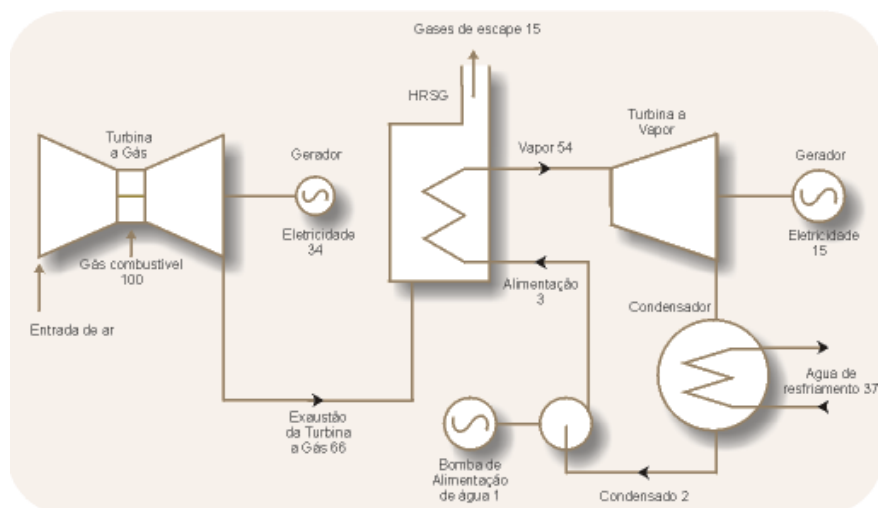 Gases de escape 15
HRSG
Turbina
a Gás
Gerador
Eletricidade
34
Gás combustível
100
Entrada de ar
Exaustão
da Turbina
a Gás 66
Vapor 54
Alimentação
3
Turbina a
Vapor
Gerador
Eletricidade
15
Condensador
Agua de
resfriamento 37
Bomba de
Alimentação
de água 1
Condensado 2